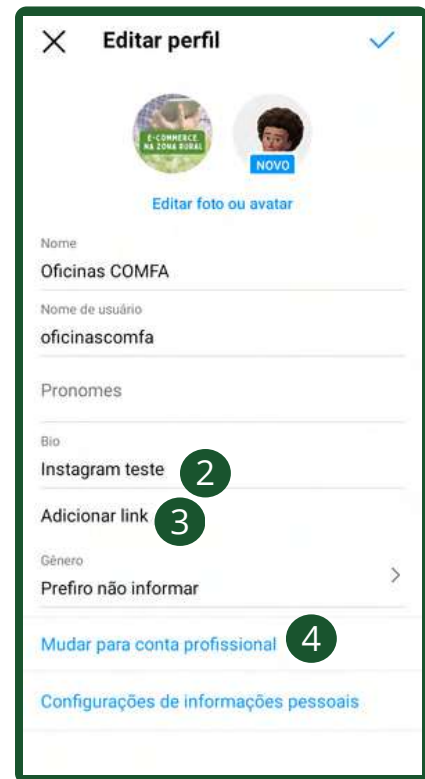 Editar perfil
E-COMMERCE
NA ZONA RURAL
NOVO
Editar foto ou avatar
Nome
Oficinas COMFA
Nome de usuário
oficinascomfa
Pronomes
Bio
Instagram teste 2
Adicionar link 3
Gênero
Prefiro não informar
Mudar para conta profissional 4
Configurações de informações pessoais